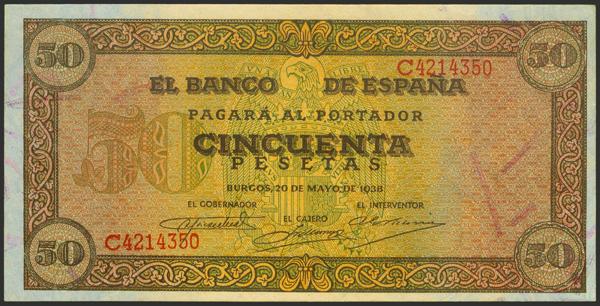 50 50
C4214350
EL BANCO DE ESPAÑA
PAGARÁ AL PORTADOR
50
CINCUENTA
PESETAS
BURGOS, 20 DE MAYO DE 1938
EL GOBERNADOR EL CAJERO EL INTERVENTOR
C4214350
50 50